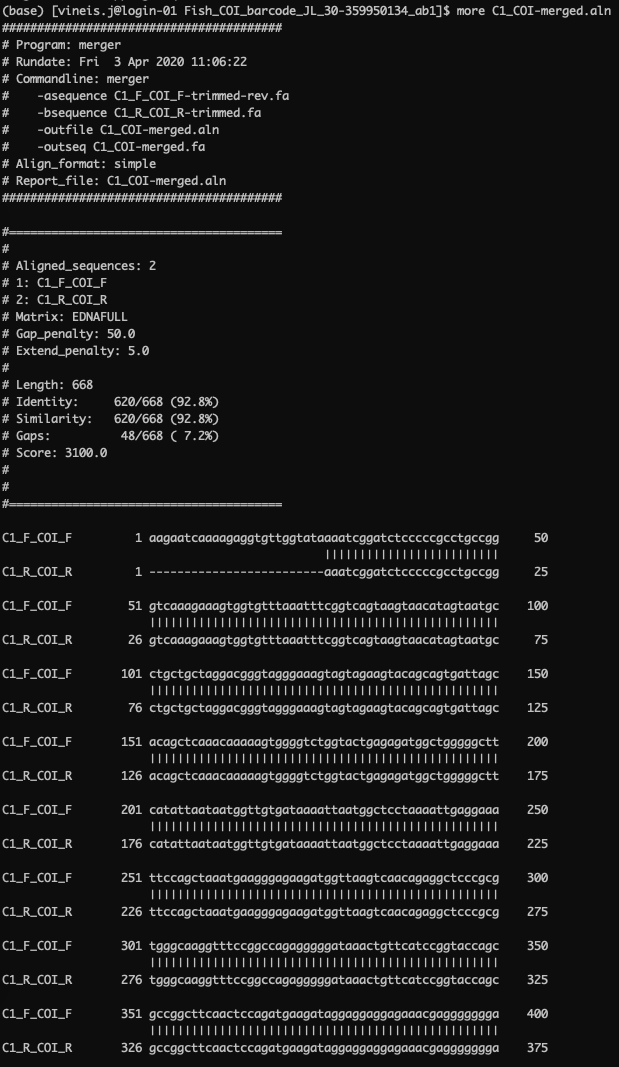 (base) [vineis.j@login-01 Fish_COI_barcode_JL_30-359950134_ab1]$ more C1_COI-merged.aln
########################################
# Program: merger
# Rundate: Fri  3 Apr 2020 11:06:22
# Commandline: merger
#    -asequence C1_F_COI_F-trimmed-rev.fa
#    -bsequence C1_R_COI_R-trimmed.fa
#    -outfile C1_COI-merged.aln
#    -outseq C1_COI-merged.fa
# Align_format: simple
# Report_file: C1_COI-merged.aln
########################################
#=======================================
#
# Aligned_sequences: 2
# 1: C1_F_COI_F
# 2: C1_R_COI_R
# Matrix: EDNAFULL
# Gap_penalty: 50.0
# Extend_penalty: 5.0
#
# Length: 668
# Identity:     620/668 (92.8%)
# Similarity:   620/668 (92.8%)
# Gaps:          48/668 ( 7.2%)
# Score: 3100.0
#
#
#=======================================
C1_F_COI_F         1 aagaatcaaaagaggtgttggtataaaatcggatctcccccgcctgccgg     50
                                              |||||||||||||||||||||||||
C1_R_COI_R         1 -------------------------aaatcggatctcccccgcctgccgg     25
C1_F_COI_F        51 gtcaaagaaagtggtgtttaaatttcggtcagtaagtaacatagtaatgc    100
                     ||||||||||||||||||||||||||||||||||||||||||||||||||
C1_R_COI_R        26 gtcaaagaaagtggtgtttaaatttcggtcagtaagtaacatagtaatgc     75
C1_F_COI_F       101 ctgctgctaggacgggtagggaaagtagtagaagtacagcagtgattagc    150
                     ||||||||||||||||||||||||||||||||||||||||||||||||||
C1_R_COI_R        76 ctgctgctaggacgggtagggaaagtagtagaagtacagcagtgattagc    125
C1_F_COI_F       151 acagctcaaacaaaaagtggggtctggtactgagagatggctgggggctt    200
                     ||||||||||||||||||||||||||||||||||||||||||||||||||
C1_R_COI_R       126 acagctcaaacaaaaagtggggtctggtactgagagatggctgggggctt    175
C1_F_COI_F       201 catattaataatggttgtgataaaattaatggctcctaaaattgaggaaa    250
                     ||||||||||||||||||||||||||||||||||||||||||||||||||
C1_R_COI_R       176 catattaataatggttgtgataaaattaatggctcctaaaattgaggaaa    225
C1_F_COI_F       251 ttccagctaaatgaagggagaagatggttaagtcaacagaggctcccgcg    300
                     ||||||||||||||||||||||||||||||||||||||||||||||||||
C1_R_COI_R       226 ttccagctaaatgaagggagaagatggttaagtcaacagaggctcccgcg    275
C1_F_COI_F       301 tgggcaaggtttccggccagagggggataaactgttcatccggtaccagc    350
                     ||||||||||||||||||||||||||||||||||||||||||||||||||
C1_R_COI_R       276 tgggcaaggtttccggccagagggggataaactgttcatccggtaccagc    325
C1_F_COI_F       351 gccggcttcaactccagatgaagataggaggaggagaaacgaggggggga    400
                     ||||||||||||||||||||||||||||||||||||||||||||||||||
C1_R_COI_R       326 gccggcttcaactccagatgaagataggaggaggagaaacgaggggggga    375